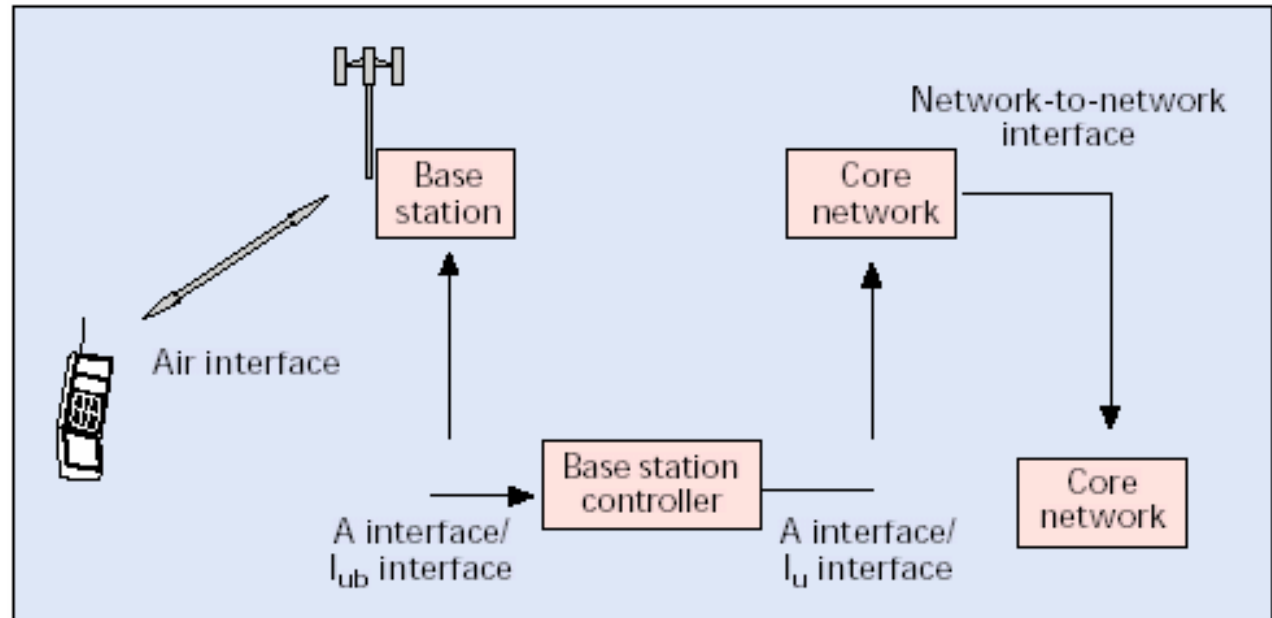 Network-to-network
interface
Base
station
Core
network
Air interface
Base station
controller
Core
network
A interface/
Iub interface
A interface/
Iu interface